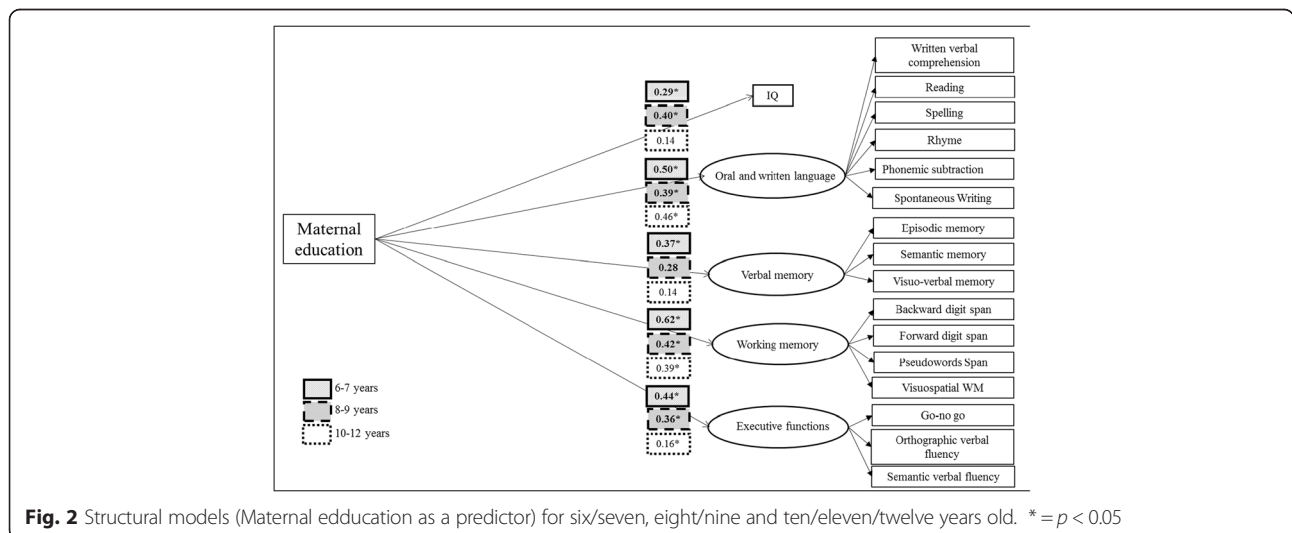 Written verbal
comprehension
0.29*
IQ
Reading
0.40*
Spelling
0.14
Rhyme
0.50*
Oral and written language
Phonemic subtraction
0.39*
Spontaneous Writing
0.46*
Maternal
education
Episodic memory
0.37*
Semantic memory
0.28
Verbal memory
Visuo-verbal memory
0.14
Backward digit span
0.62*
Forward digit span
0.42*
Working memory
Pseudowords Span
0.39*
Visuospatial WM
6-7 years
0.44*
Go-no go
8-9 years
0.36*
Executive functions
Orthographic verbal
fluency
10-12 years
0.16*
Semantic verbal fluency
Fig. 2 Structural models (Maternal edducation as a predictor) for six/seven, eight/nine and ten/eleven/twelve years old. * = p < 0.05